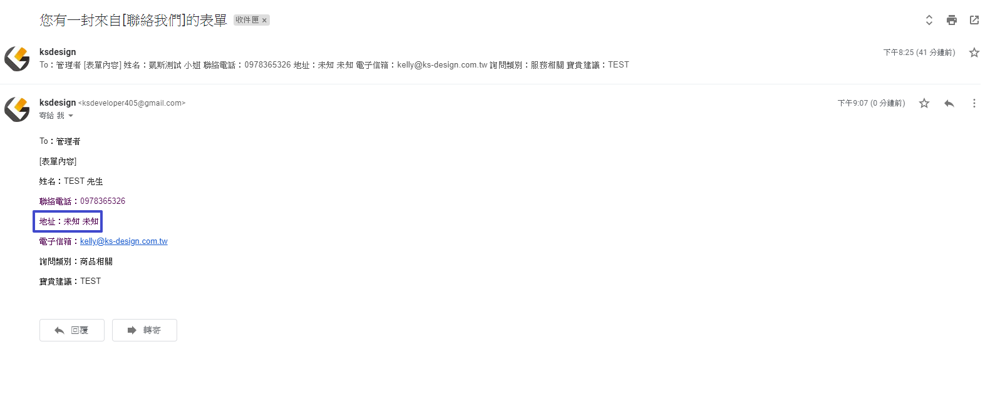 您有一封來自[聯絡我們]的表單 收件匣 ×
ksdesign 下午8:25 (41 分鐘前)
To：管理者 [表單內容] 姓名：凱斯測試 小姐 聯絡電話：0978365326 地址：未知 未知 電子信箱：kelly@ks-design.com.tw 詢問類別：服務相關 寶貴建議：TEST
ksdesign <ksdeveloper405@gmail.com> 下午9:07 (0 分鐘前)
寄給 我
To：管理者
[表單內容]
姓名：TEST 先生
聯絡電話：0978365326
地址：未知 未知
電子信箱：kelly@ks-design.com.tw
詢問類別：商品相關
寶貴建議：TEST
回覆 轉寄